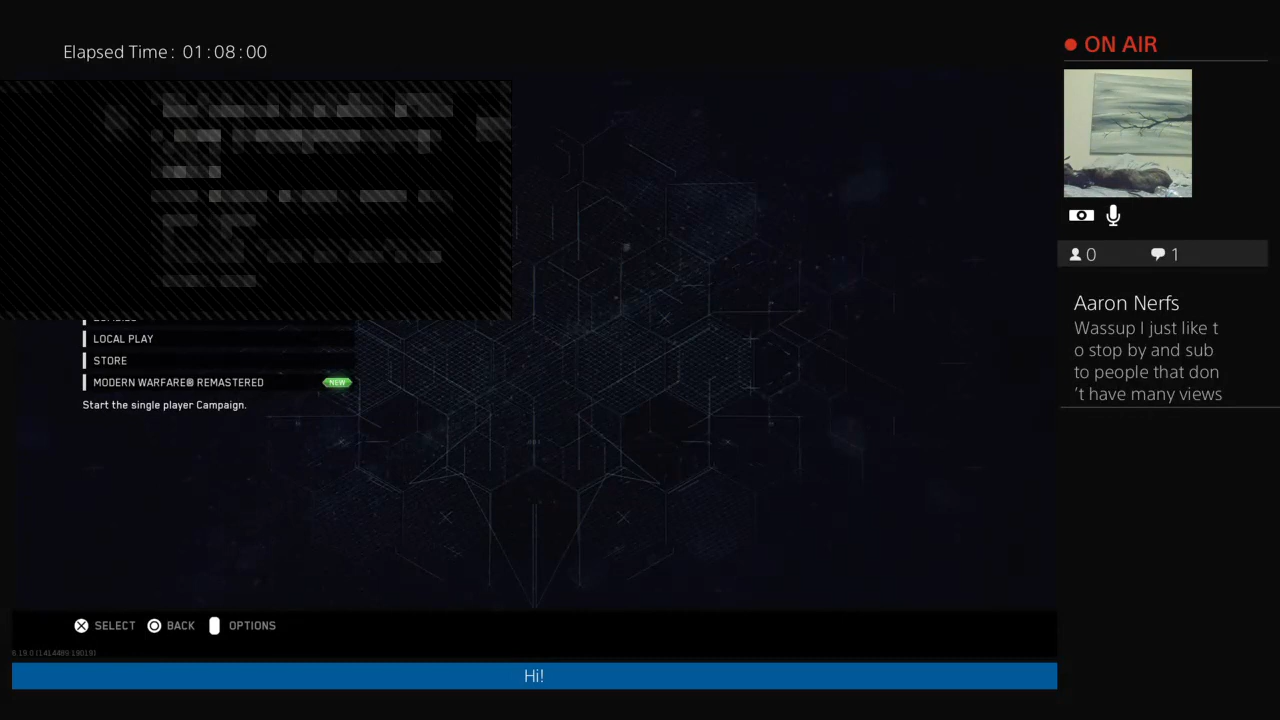 Elapsed Time: 01:08:00
ON AIR
0
1
Aaron Nerfs
Wassup I just like t
o stop by and sub
to people that don
't have many views
LOCAL PLAY
STORE
MODERN WARFARE® REMASTERED
NEW
Start the single player Campaign.
SELECT
BACK
OPTIONS
Hi!